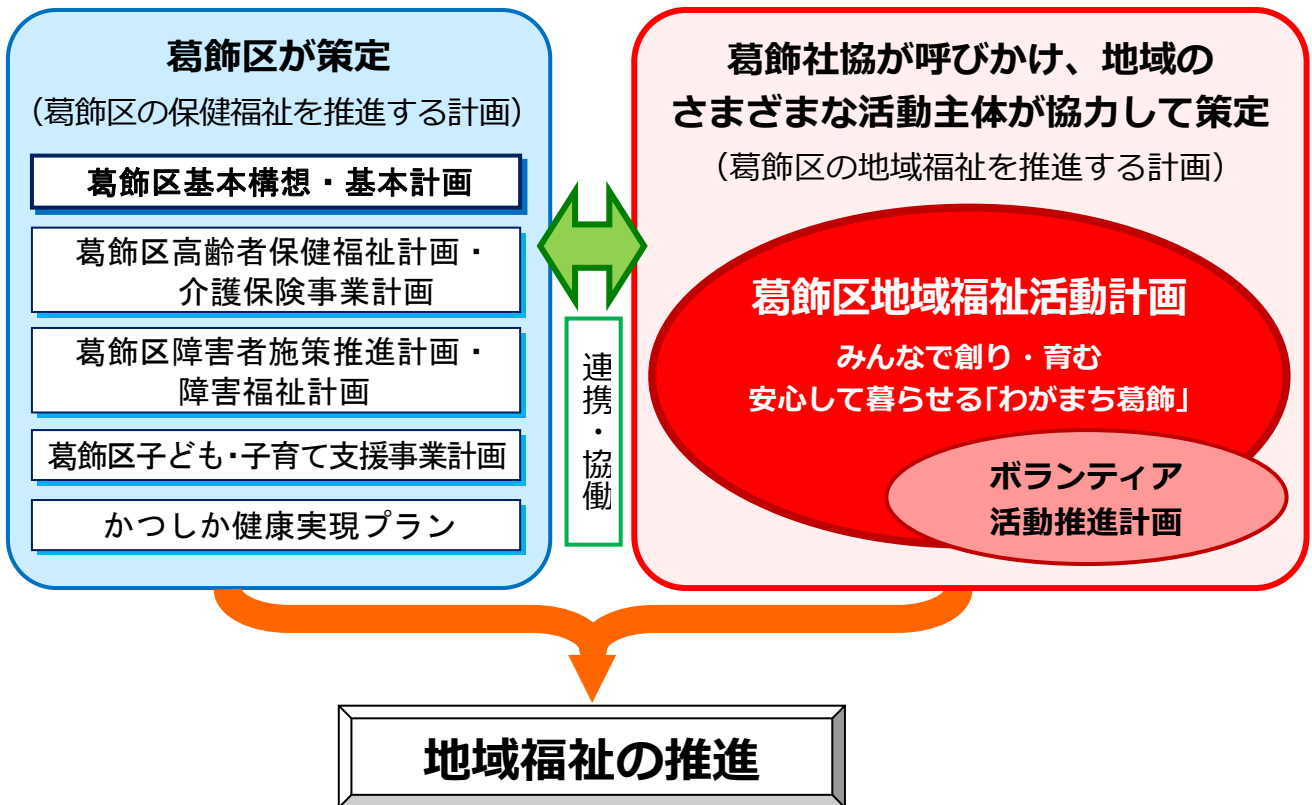 葛飾区が策定
（葛飾区の保健福祉を推進する計画）
葛飾区基本構想・基本計画
葛飾区高齢者保健福祉計画・
介護保険事業計画
葛飾区障害者施策推進計画・
障害福祉計画
葛飾区子ども・子育て支援事業計画
かつしか健康実現プラン
連携・協働
葛飾社協が呼びかけ、地域の
さまざまな活動主体が協力して策定
（葛飾区の地域福祉を推進する計画）
葛飾区地域福祉活動計画
みんなで創り・育む
安心して暮らせる「わがまち葛飾」
ボランティア
活動推進計画
地域福祉の推進